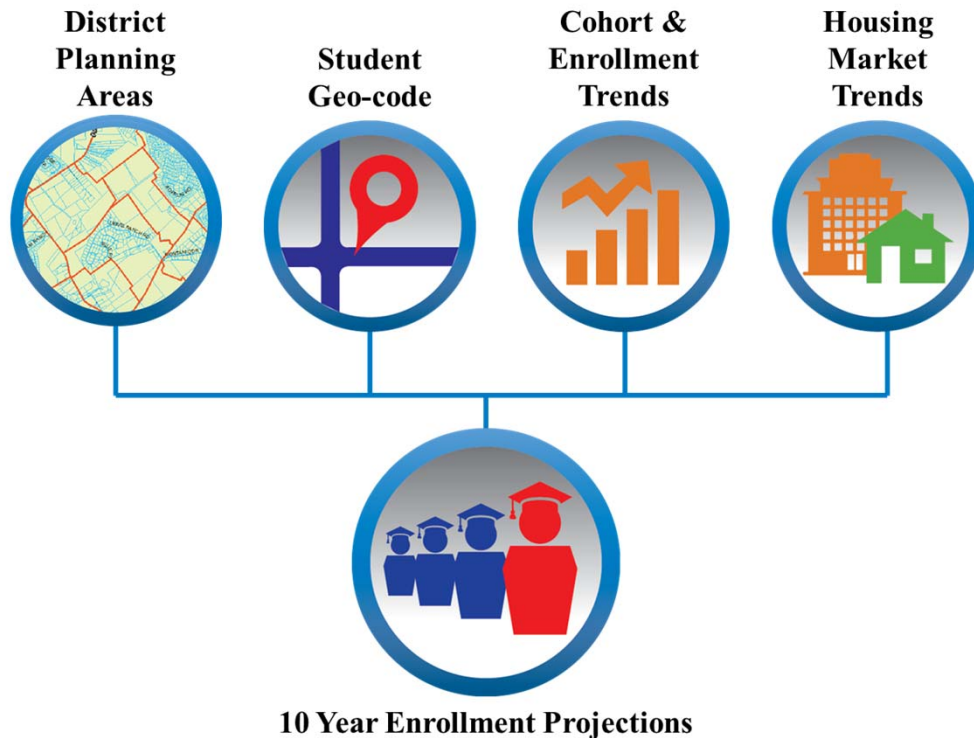 District
Planning
Areas
Student
Geo-code
Cohort &
Enrollment
Trends
Housing
Market
Trends
10 Year Enrollment Projections